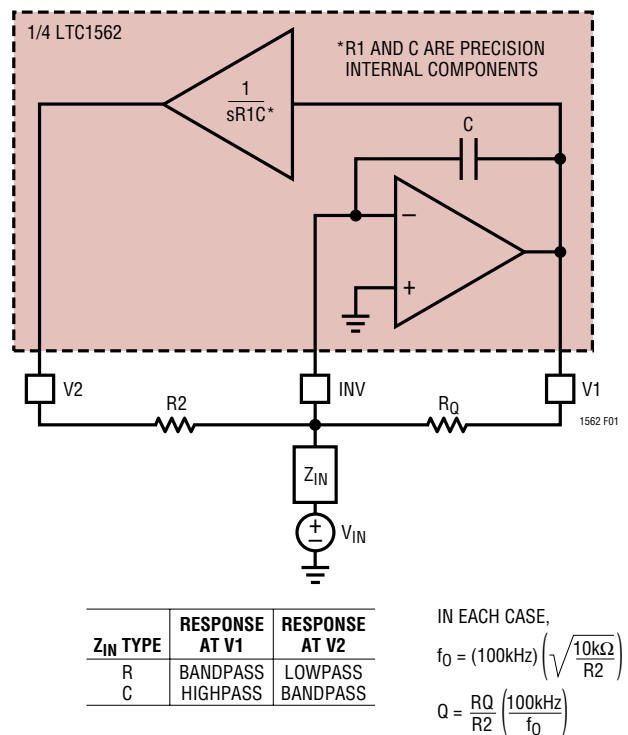 1/4 LTC1562
*R1 AND C ARE PRECISION
INTERNAL COMPONENTS
1
sR1C*
C
−
+
V2
INV
V1
R2
RQ
1562 F01
ZIN
+
−
VIN
ZIN TYPE
RESPONSE AT V1
RESPONSE AT V2
R BANDPASS LOWPASS
C HIGHPASS BANDPASS
IN EACH CASE,
fO = (100kHz) (√10kΩ/R2)
Q = RQ/R2 (100kHz/fO)